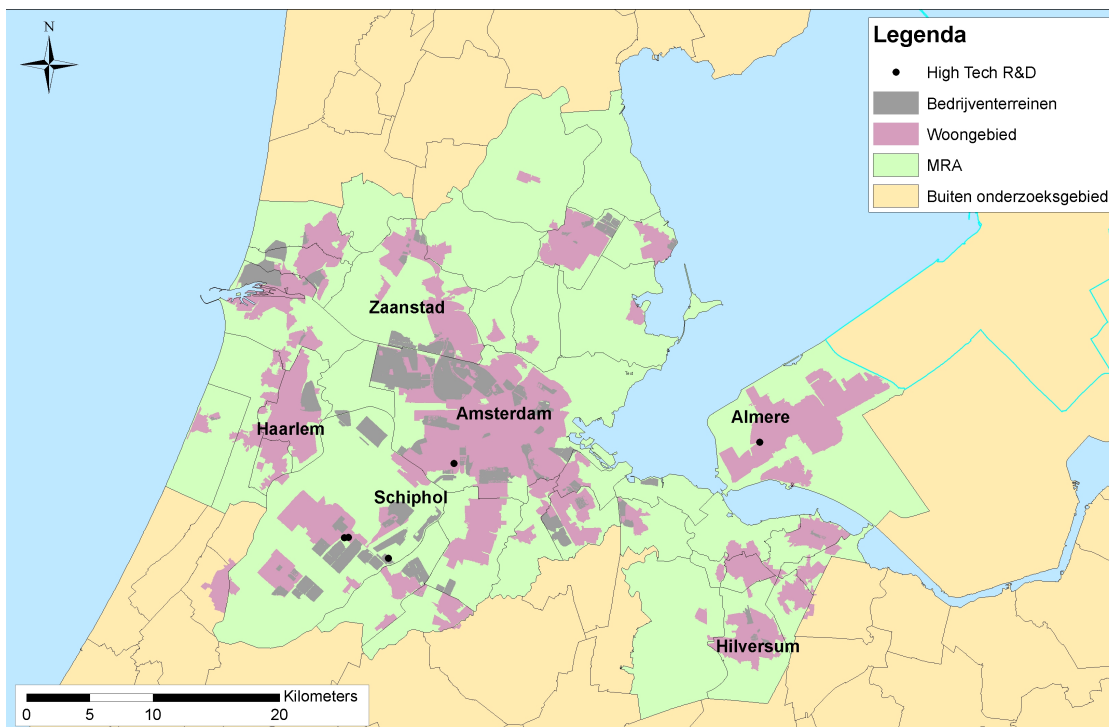 N
Legenda
High Tech R&D
Bedrijventerreinen
Woongebied
MRA
Buiten onderzoeksgebied
Zaanstad
Amsterdam
Almere
Haarlem
Schiphol
Hilversum
Kilometers
0 5 10 20